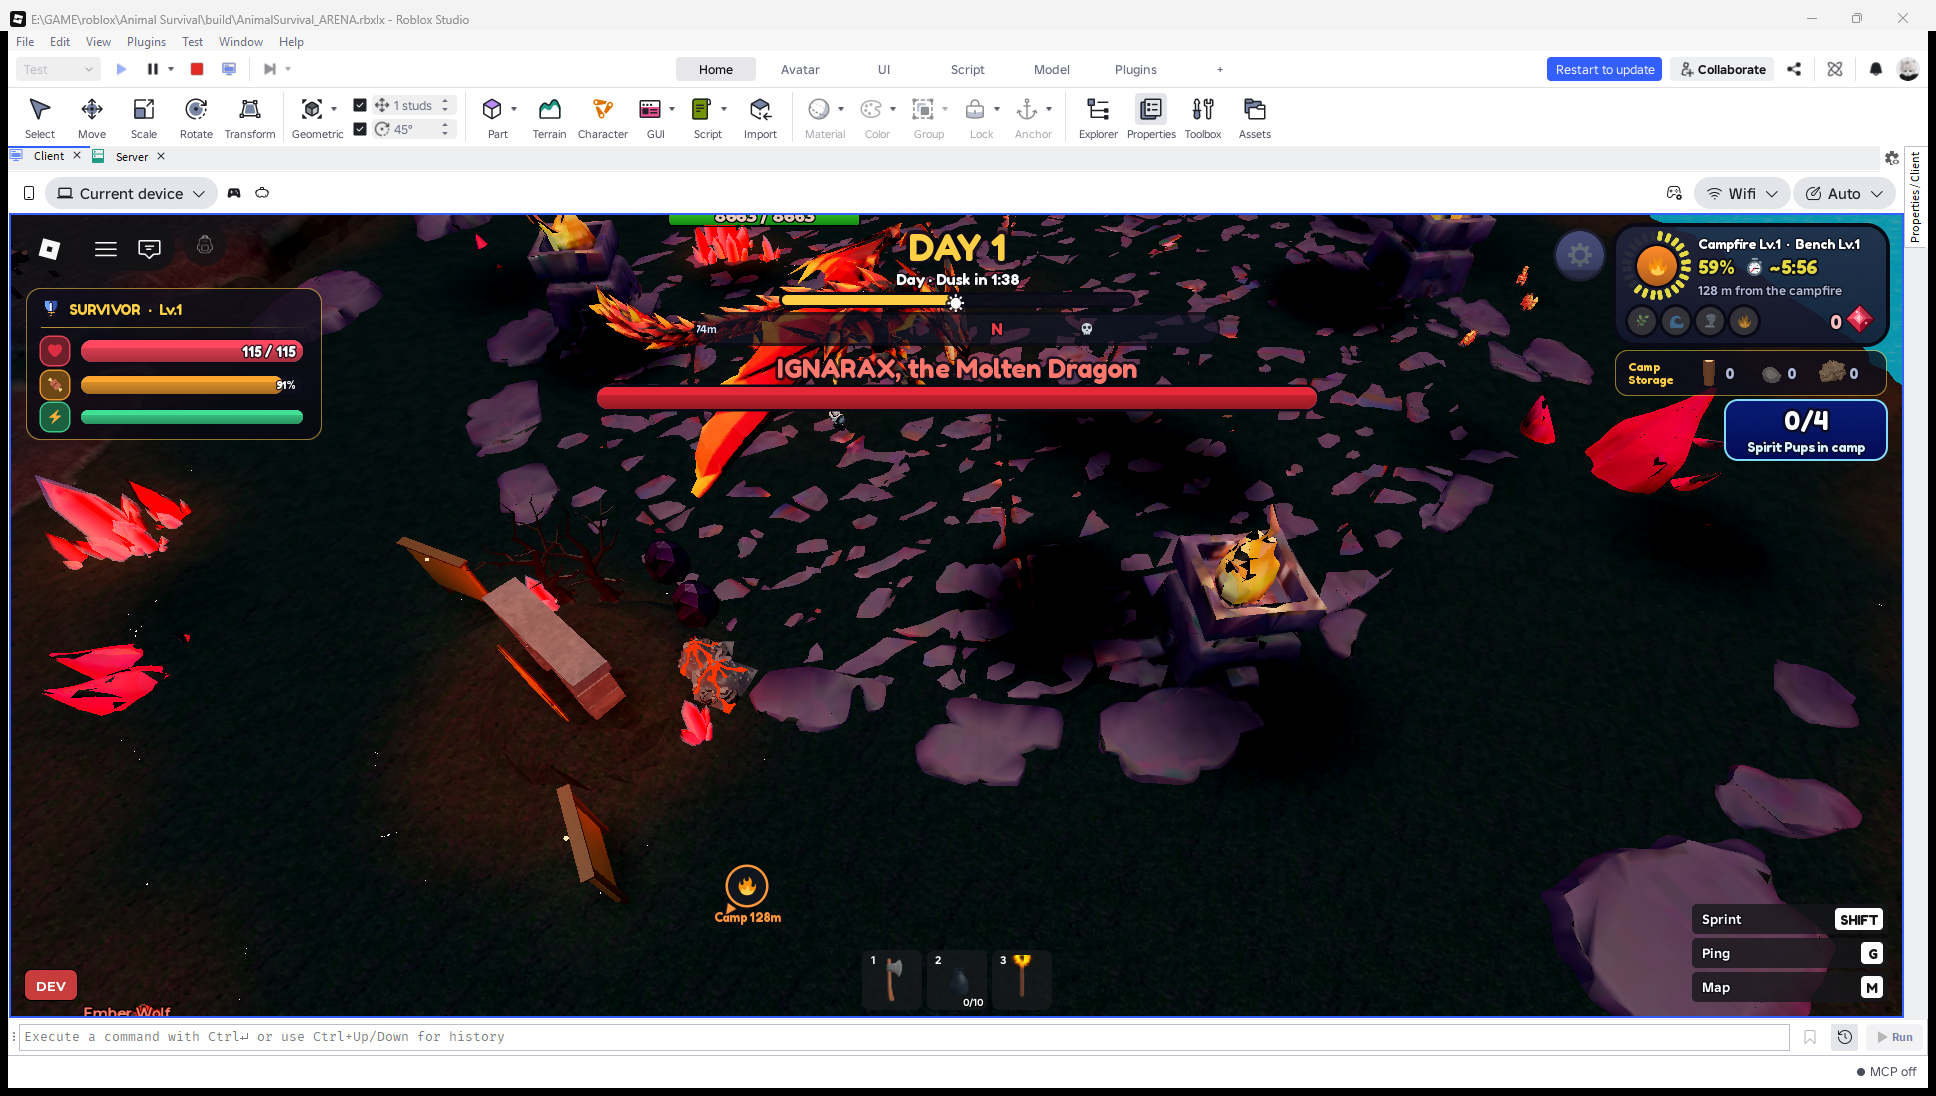 E:\GAME\roblox\Animal Survival\build\AnimalSurvival_ARENA.rbxlx - Roblox Studio
File Edit View Plugins Test Window Help
Test
Home Avatar UI Script Model Plugins +
Restart to update
Collaborate
1 studs
45°
Select Move Scale Rotate Transform Geometric Part Terrain Character GUI Script Import Material Color Group Lock Anchor Explorer Properties Toolbox Assets
Client Server
Properties / Client
Current device
Wifi
Auto
8663 / 8663
DAY 1
Day · Dusk in 1:38
74m
N
IGNARAX, the Molten Dragon
SURVIVOR · Lv.1
115 / 115
91%
Campfire Lv.1 · Bench Lv.1
59% ~5:56
128 m from the campfire
0
Camp Storage
0 0 0
0/4
Spirit Pups in camp
Camp 128m
1 2 3
0/10
Sprint SHIFT
Ping G
Map M
DEV
Ember Wolf
Execute a command with Ctrl↵ or use Ctrl+Up/Down for history
Run
MCP off